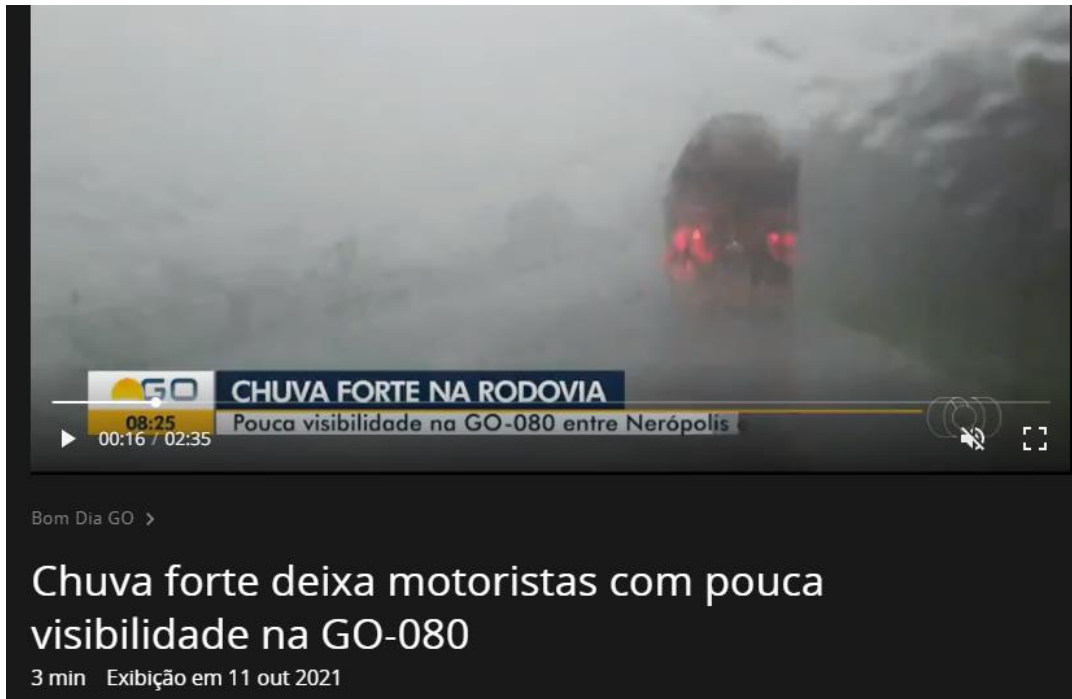 GO
CHUVA FORTE NA RODOVIA
08:25
Pouca visibilidade na GO-080 entre Nerópolis e
00:16 / 02:35
Bom Dia GO
Chuva forte deixa motoristas com pouca
visibilidade na GO-080
3 min Exibição em 11 out 2021